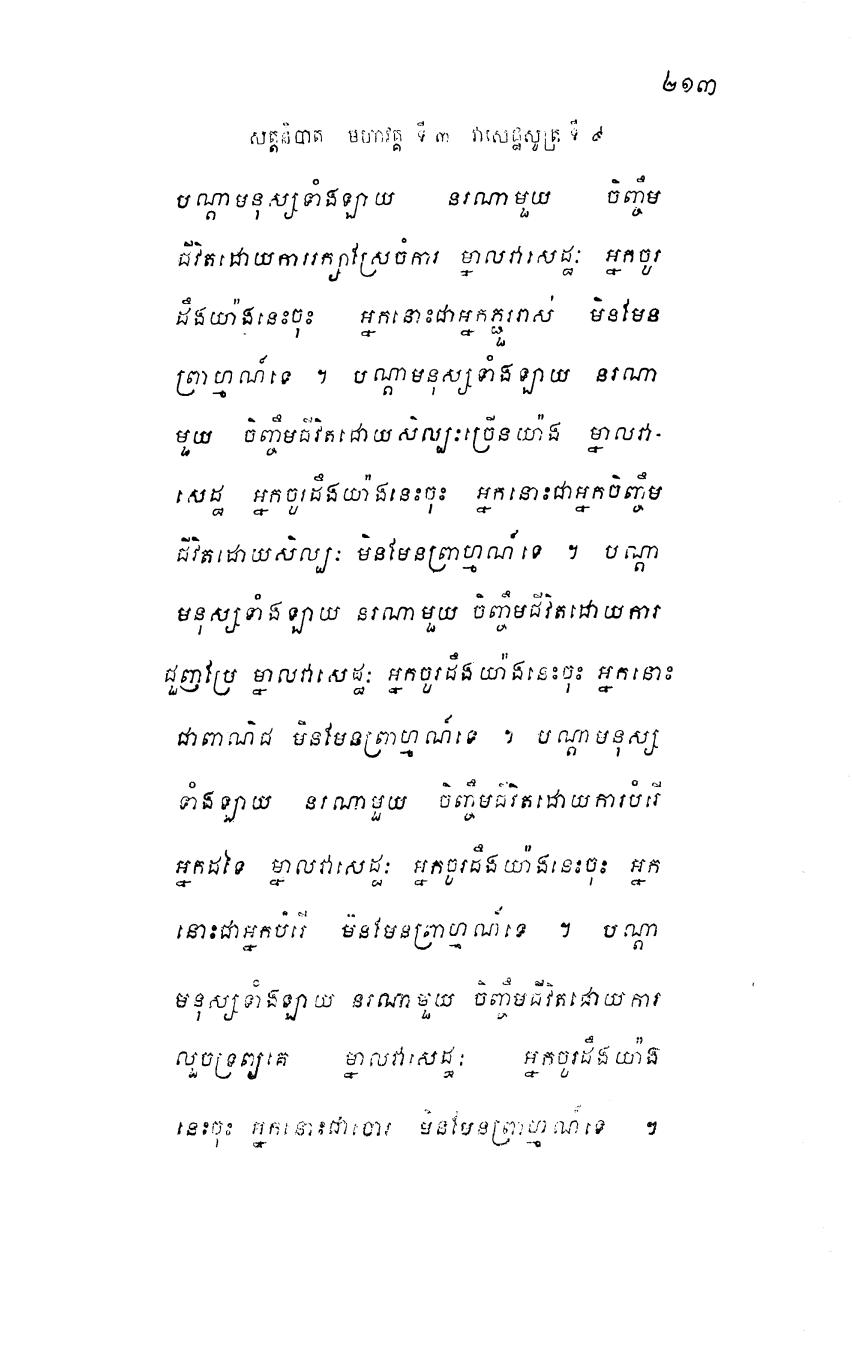 ២១៣
សត្តនិបាត មហាវគ្គ ទី ៣ វាសេដ្ឋសូត្រ ទី ៩
បណ្តាមនុស្សទាំងឡាយ នរណាមួយ ចិញ្ចឹម
ជីវិតដោយការរក្សាស្រែចំការ ម្នាលវាសេដ្ឋៈ អ្នកចូរ
ដឹងយ៉ាងនេះចុះ អ្នកនោះជាអ្នកភ្ជួររាស់ មិនមែន
ព្រាហ្មណ៍ទេ ។ បណ្តាមនុស្សទាំងឡាយ នរណា
មួយ ចិញ្ចឹមជីវិតដោយសិល្បៈច្រើនយ៉ាង ម្នាលវា-
សេដ្ឋ អ្នកចូរដឹងយ៉ាងនេះចុះ អ្នកនោះជាអ្នកចិញ្ចឹម
ជីវិតដោយសិល្បៈ មិនមែនព្រាហ្មណ៍ទេ ។ បណ្តា
មនុស្សទាំងឡាយ នរណាមួយ ចិញ្ចឹមជីវិតដោយការ
ជួញប្រែ ម្នាលវាសេដ្ឋៈ អ្នកចូរដឹងយ៉ាងនេះចុះ អ្នកនោះ
ជាពាណិជ មិនមែនព្រាហ្មណ៍ទេ ។ បណ្តាមនុស្ស
ទាំងឡាយ នរណាមួយ ចិញ្ចឹមជីវិតដោយការបំរើ
អ្នកដទៃ ម្នាលវាសេដ្ឋៈ អ្នកចូរដឹងយ៉ាងនេះចុះ អ្នក
នោះជាអ្នកបំរើ មិនមែនព្រាហ្មណ៍ទេ ។ បណ្តា
មនុស្សទាំងឡាយ នរណាមួយ ចិញ្ចឹមជីវិតដោយការ
លួចទ្រព្យគេ ម្នាលវាសេដ្ឋៈ អ្នកចូរដឹងយ៉ាង
នេះចុះ អ្នកនោះជាចោរ មិនមែនព្រាហ្មណ៍ទេ ។